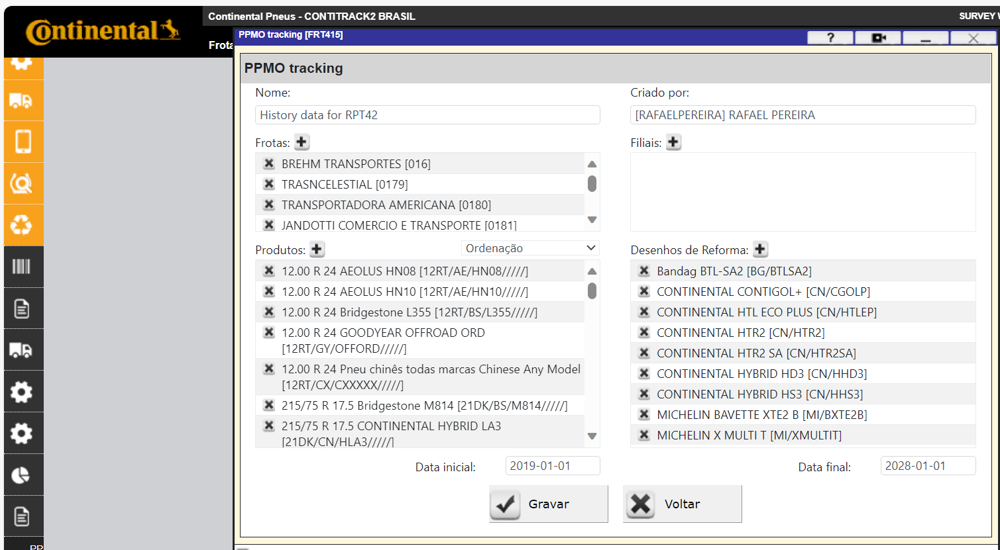 Continental
Continental Pneus - CONTITRACK2 BRASIL
SURVEY
PPMO tracking [FRT415]
?
Frota
PPMO tracking
Nome:
Criado por:
History data for RPT42
[RAFAELPEREIRA] RAFAEL PEREIRA
Frotas:
Filiais:
BREHM TRANSPORTES [016]
TRASNCELESTIAL [0179]
TRANSPORTADORA AMERICANA [0180]
JANDOTTI COMERCIO E TRANSPORTE [0181]
Produtos:
Ordenação
Desenhos de Reforma:
12.00 R 24 AEOLUS HN08 [12RT/AE/HN08/////]
12.00 R 24 AEOLUS HN10 [12RT/AE/HN10/////]
12.00 R 24 Bridgestone L355 [12RT/BS/L355/////]
12.00 R 24 GOODYEAR OFFROAD ORD
[12RT/GY/OFFORD/////]
12.00 R 24 Pneu chinês todas marcas Chinese Any Model
[12RT/CX/CXXXXX/////]
215/75 R 17.5 Bridgestone M814 [21DK/BS/M814/////]
215/75 R 17.5 CONTINENTAL HYBRID LA3
[21DK/CN/HLA3/////]
Bandag BTL-SA2 [BG/BTLSA2]
CONTINENTAL CONTIGOL+ [CN/CGOLP]
CONTINENTAL HTL ECO PLUS [CN/HTLEP]
CONTINENTAL HTR2 [CN/HTR2]
CONTINENTAL HTR2 SA [CN/HTR2SA]
CONTINENTAL HYBRID HD3 [CN/HHD3]
CONTINENTAL HYBRID HS3 [CN/HHS3]
MICHELIN BAVETTE XTE2 B [MI/BXTE2B]
MICHELIN X MULTI T [MI/XMULTIT]
Data inicial:
2019-01-01
Data final:
2028-01-01
Gravar
Voltar
PP